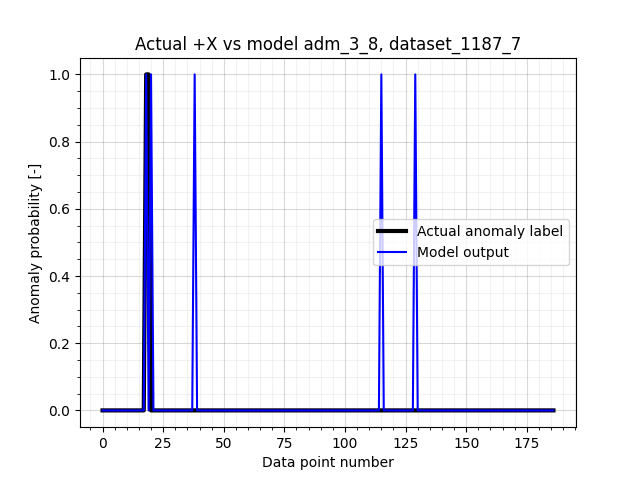 Actual +X vs model adm_3_8, dataset_1187_7
1.0
0.8
0.6
0.4
0.2
0.0
Anomaly probability [-]
Actual anomaly label
Model output
0 25 50 75 100 125 150 175
Data point number